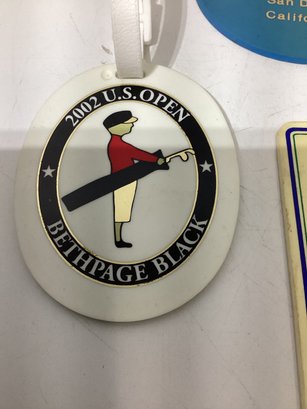 2002 U.S. OPEN
BETHPAGE BLACK
San D
Califo